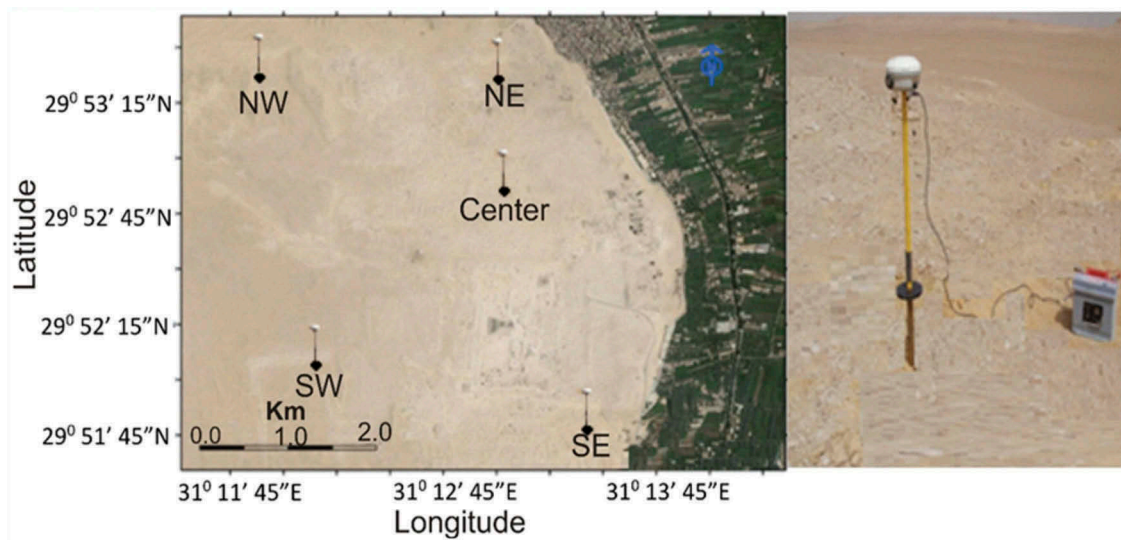 NW
NE
29⁰ 53' 15”N
Center
29⁰ 52' 45”N
Latitude
29⁰ 52' 15”N
SW
Km
0.0 1.0 2.0
SE
29⁰ 51' 45”N
31⁰ 11' 45”E 31⁰ 12' 45”E 31⁰ 13' 45”E
Longitude